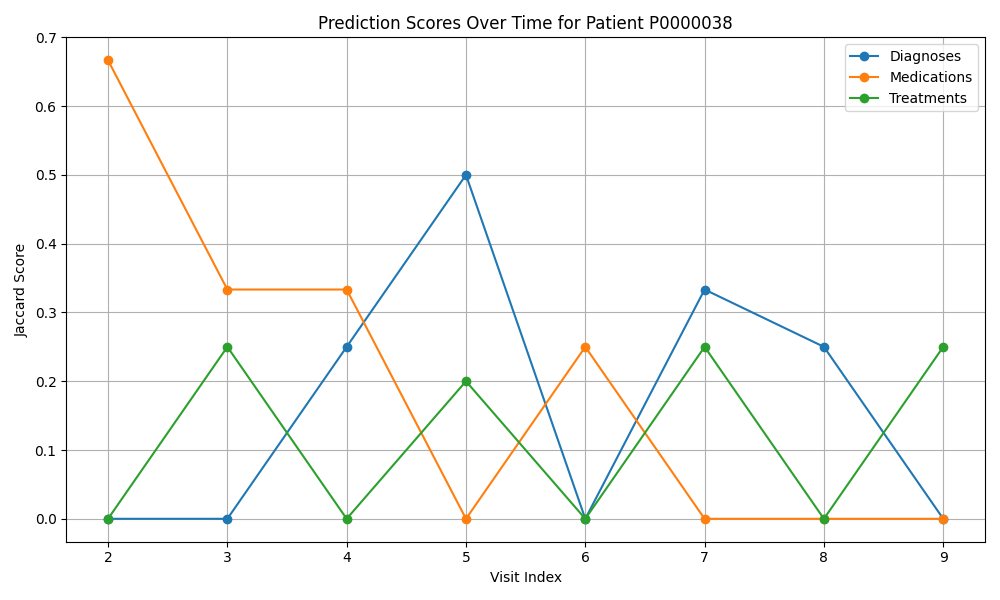 Prediction Scores Over Time for Patient P0000038
Diagnoses
Medications
Treatments
Jaccard Score
0.7
0.6
0.5
0.4
0.3
0.2
0.1
0.0
2 3 4 5 6 7 8 9
Visit Index